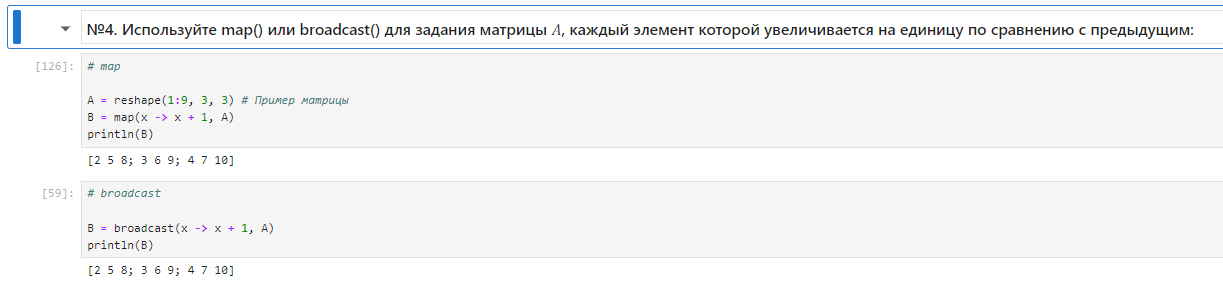 №4. Используйте map() или broadcast() для задания матрицы A, каждый элемент которой увеличивается на единицу по сравнению с предыдущим:
[126]: # map
A = reshape(1:9, 3, 3) # Пример матрицы
B = map(x -> x + 1, A)
println(B)
[2 5 8; 3 6 9; 4 7 10]
[59]: # broadcast
B = broadcast(x -> x + 1, A)
println(B)
[2 5 8; 3 6 9; 4 7 10]